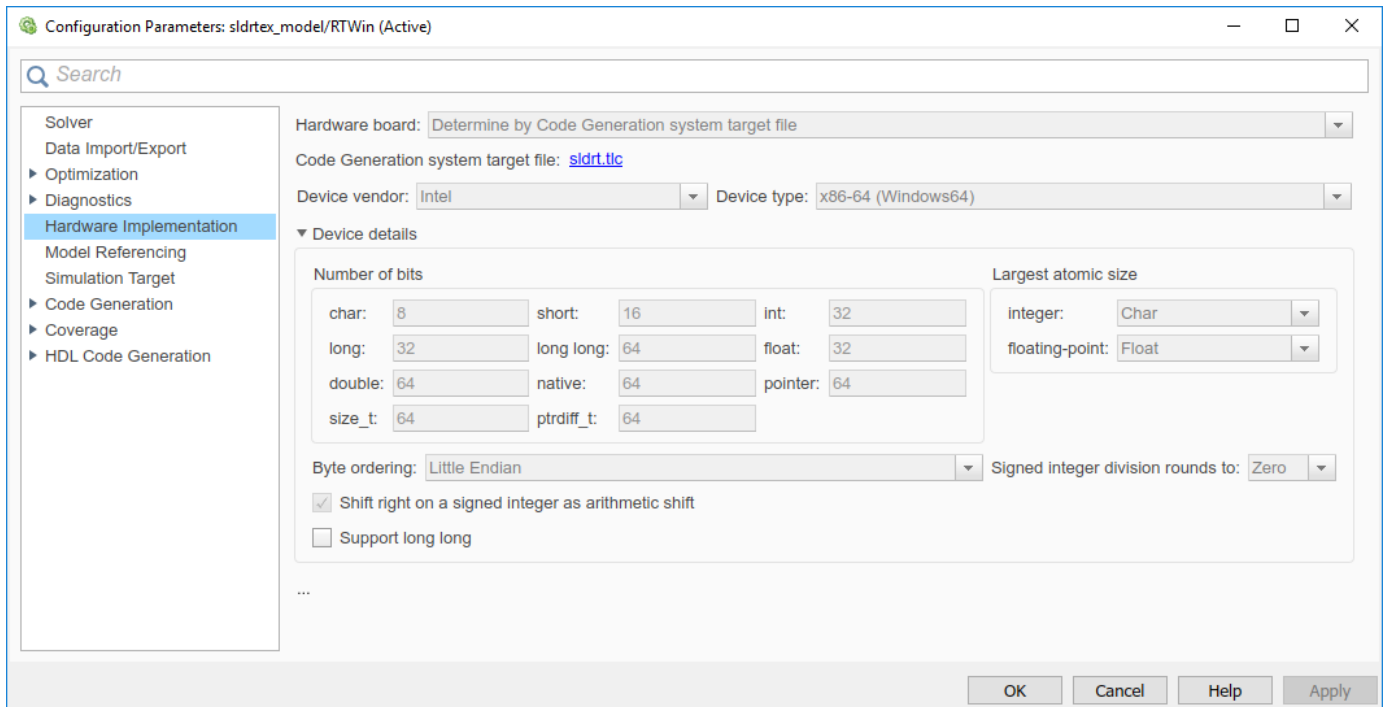 Configuration Parameters: sldrtex_model/RTWin (Active)
Search
Solver
Data Import/Export
Optimization
Diagnostics
Hardware Implementation
Model Referencing
Simulation Target
Code Generation
Coverage
HDL Code Generation
Hardware board: Determine by Code Generation system target file
Code Generation system target file: sldrt.tlc
Device vendor: Intel Device type: x86-64 (Windows64)
Device details
Number of bits
char: 8 short: 16 int: 32
long: 32 long long: 64 float: 32
double: 64 native: 64 pointer: 64
size_t: 64 ptrdiff_t: 64
Largest atomic size
integer: Char
floating-point: Float
Byte ordering: Little Endian Signed integer division rounds to: Zero
Shift right on a signed integer as arithmetic shift
Support long long
...
OK Cancel Help Apply